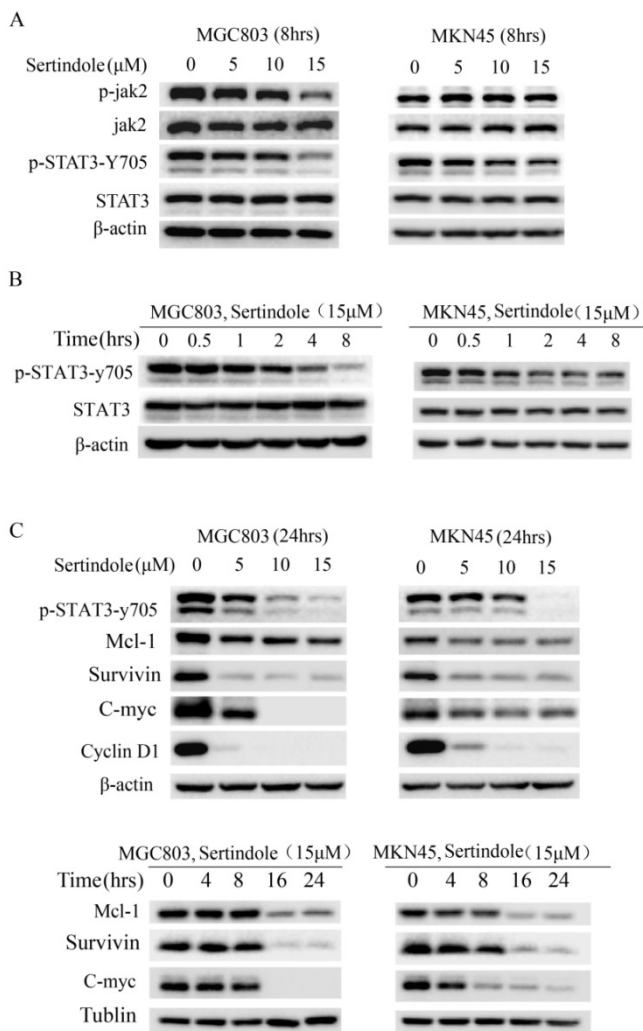 A
MGC803 (8hrs) MKN45 (8hrs)
Sertindole(μM) 0 5 10 15 0 5 10 15
p-jak2
jak2
p-STAT3-Y705
STAT3
β-actin
B
MGC803, Sertindole（15μM） MKN45, Sertindole（15μM）
Time(hrs) 0 0.5 1 2 4 8 0 0.5 1 2 4 8
p-STAT3-y705
STAT3
β-actin
C
MGC803 (24hrs) MKN45 (24hrs)
Sertindole(μM) 0 5 10 15 0 5 10 15
p-STAT3-y705
Mcl-1
Survivin
C-myc
Cyclin D1
β-actin
MGC803, Sertindole（15μM） MKN45, Sertindole（15μM）
Time(hrs) 0 4 8 16 24 0 4 8 16 24
Mcl-1
Survivin
C-myc
Tublin